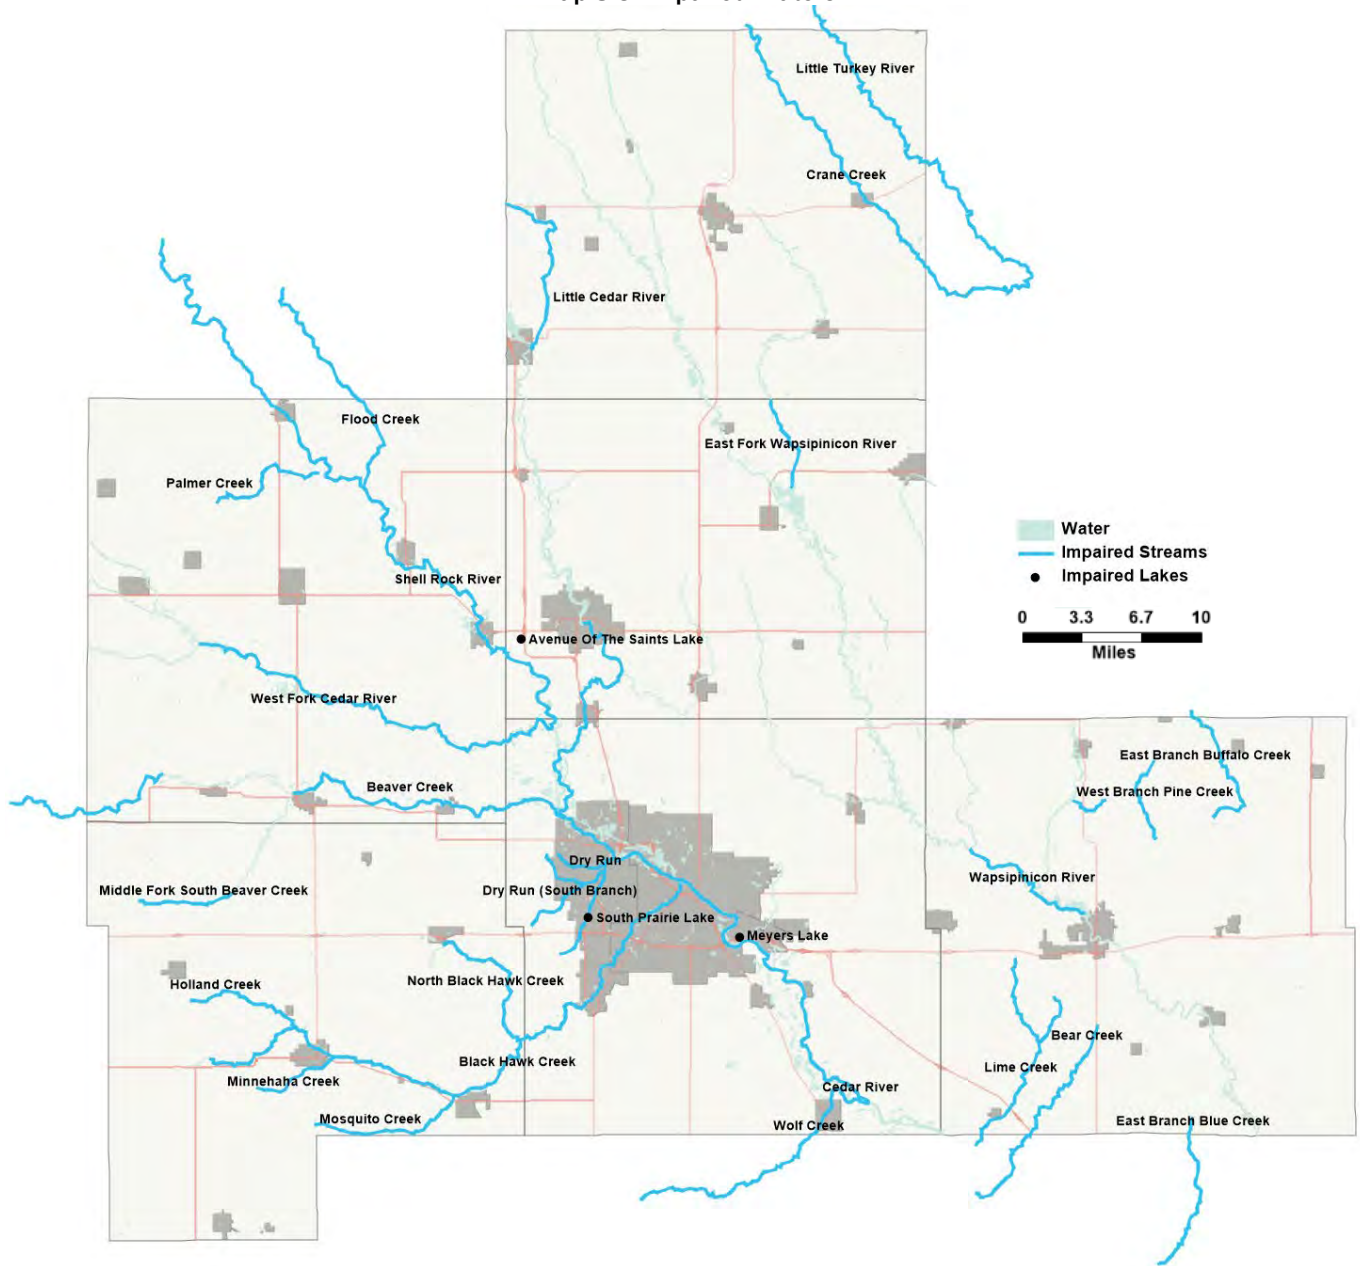 Little Turkey River
Crane Creek
Little Cedar River
Flood Creek
East Fork Wapsipinicon River
Palmer Creek
Water
Impaired Streams
Impaired Lakes
0 3.3 6.7 10
Miles
Shell Rock River
Avenue Of The Saints Lake
West Fork Cedar River
East Branch Buffalo Creek
Beaver Creek
West Branch Pine Creek
Dry Run
Wapsipinicon River
Middle Fork South Beaver Creek
Dry Run (South Branch)
South Prairie Lake
Meyers Lake
North Black Hawk Creek
Holland Creek
Bear Creek
Black Hawk Creek
Lime Creek
Minnehaha Creek
Cedar River
Mosquito Creek
Wolf Creek
East Branch Blue Creek